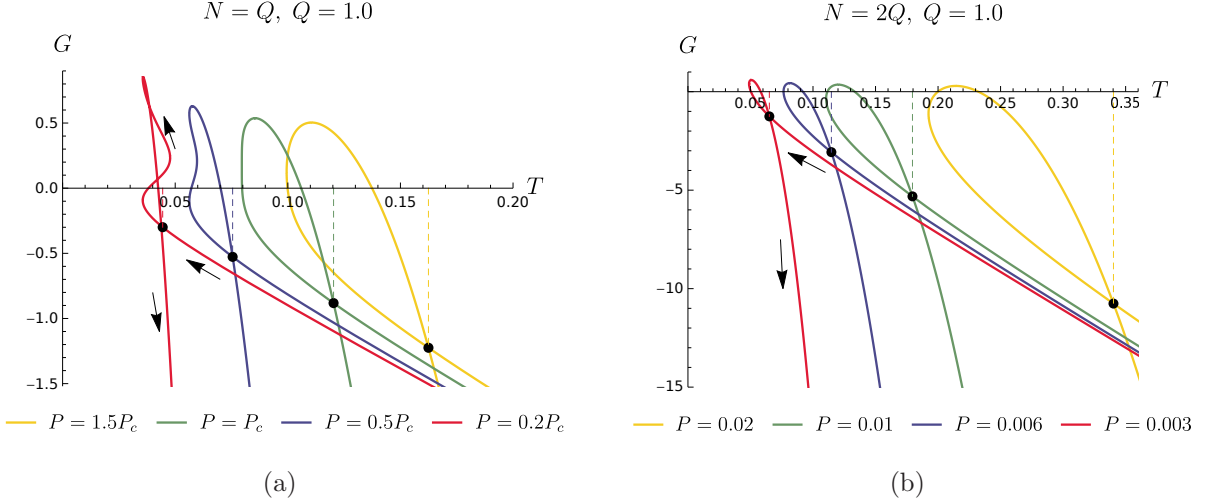 N = Q, Q = 1.0
G
0.5
0.0
−0.5
−1.0
−1.5
0.05
0.10
0.15
0.20
T
P = 1.5P_c
P = P_c
P = 0.5P_c
P = 0.2P_c
(a)
N = 2Q, Q = 1.0
G
0.05
0.10
0.15
0.20
0.25
0.30
0.35
T
−5
−10
−15
P = 0.02
P = 0.01
P = 0.006
P = 0.003
(b)